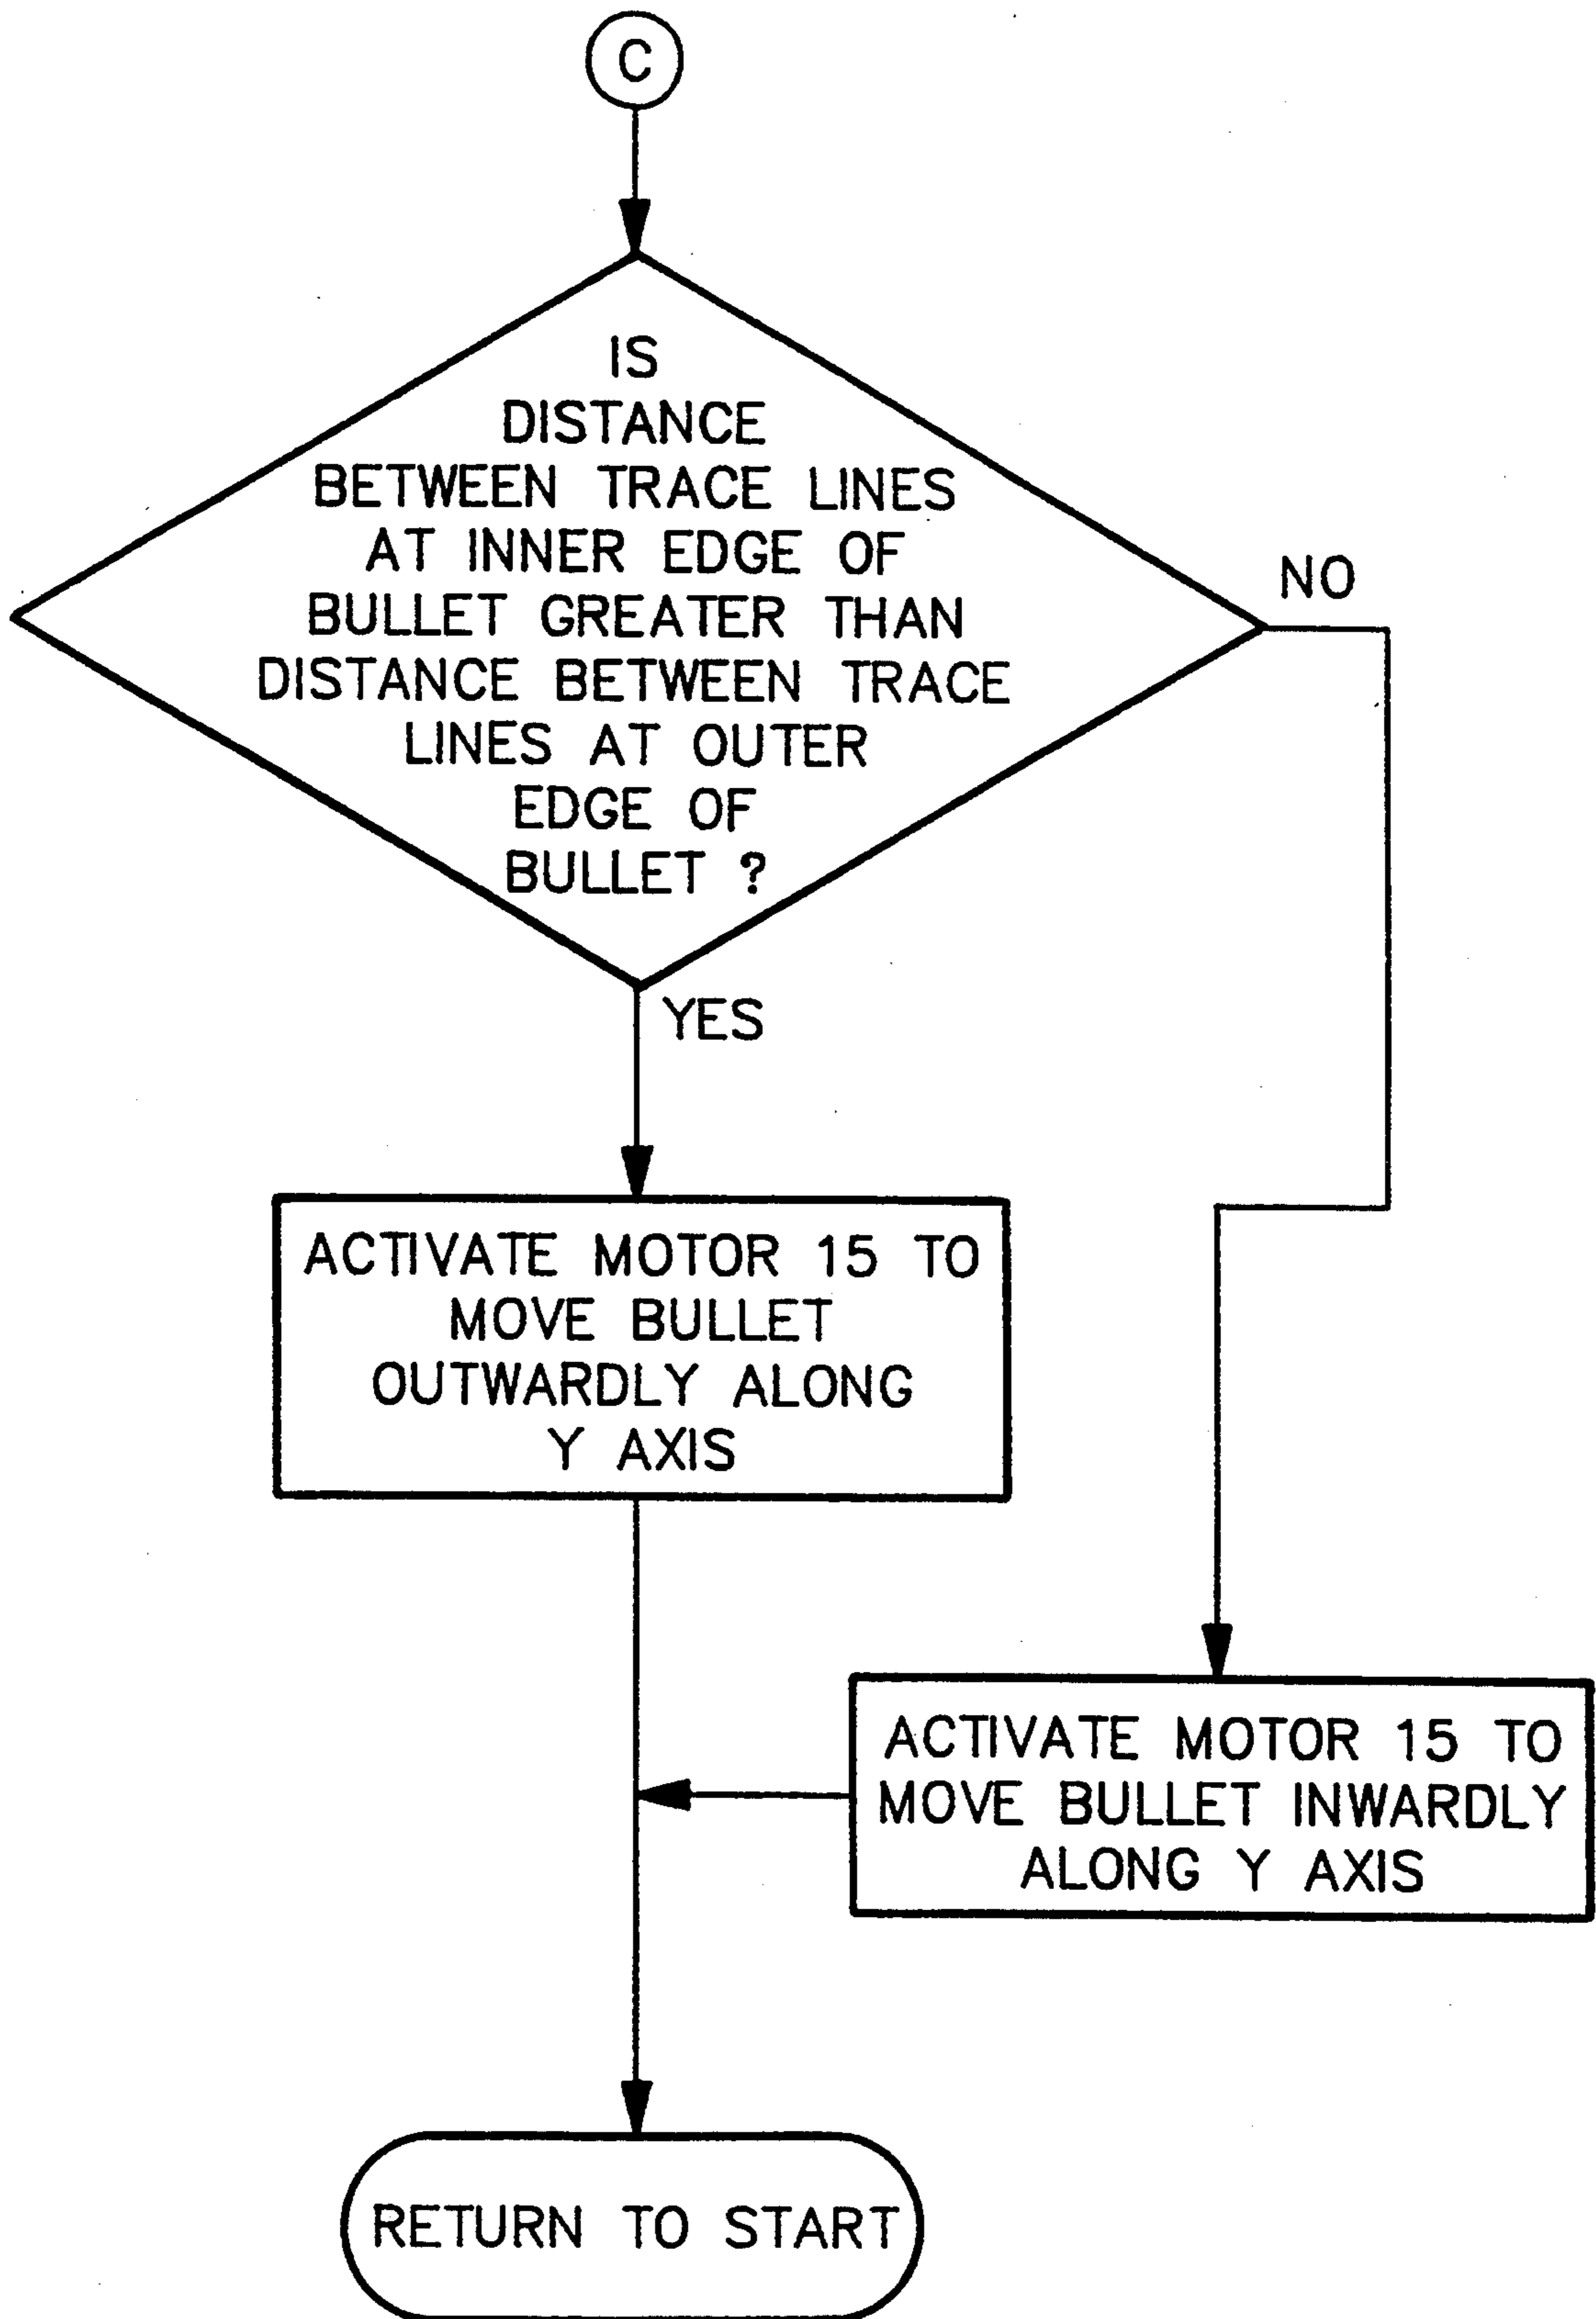 C
IS
DISTANCE
BETWEEN TRACE LINES
AT INNER EDGE OF
BULLET GREATER THAN
DISTANCE BETWEEN TRACE
LINES AT OUTER
EDGE OF
BULLET ?
NO
YES
ACTIVATE MOTOR 15 TO
MOVE BULLET
OUTWARDLY ALONG
Y AXIS
ACTIVATE MOTOR 15 TO
MOVE BULLET INWARDLY
ALONG Y AXIS
RETURN TO START